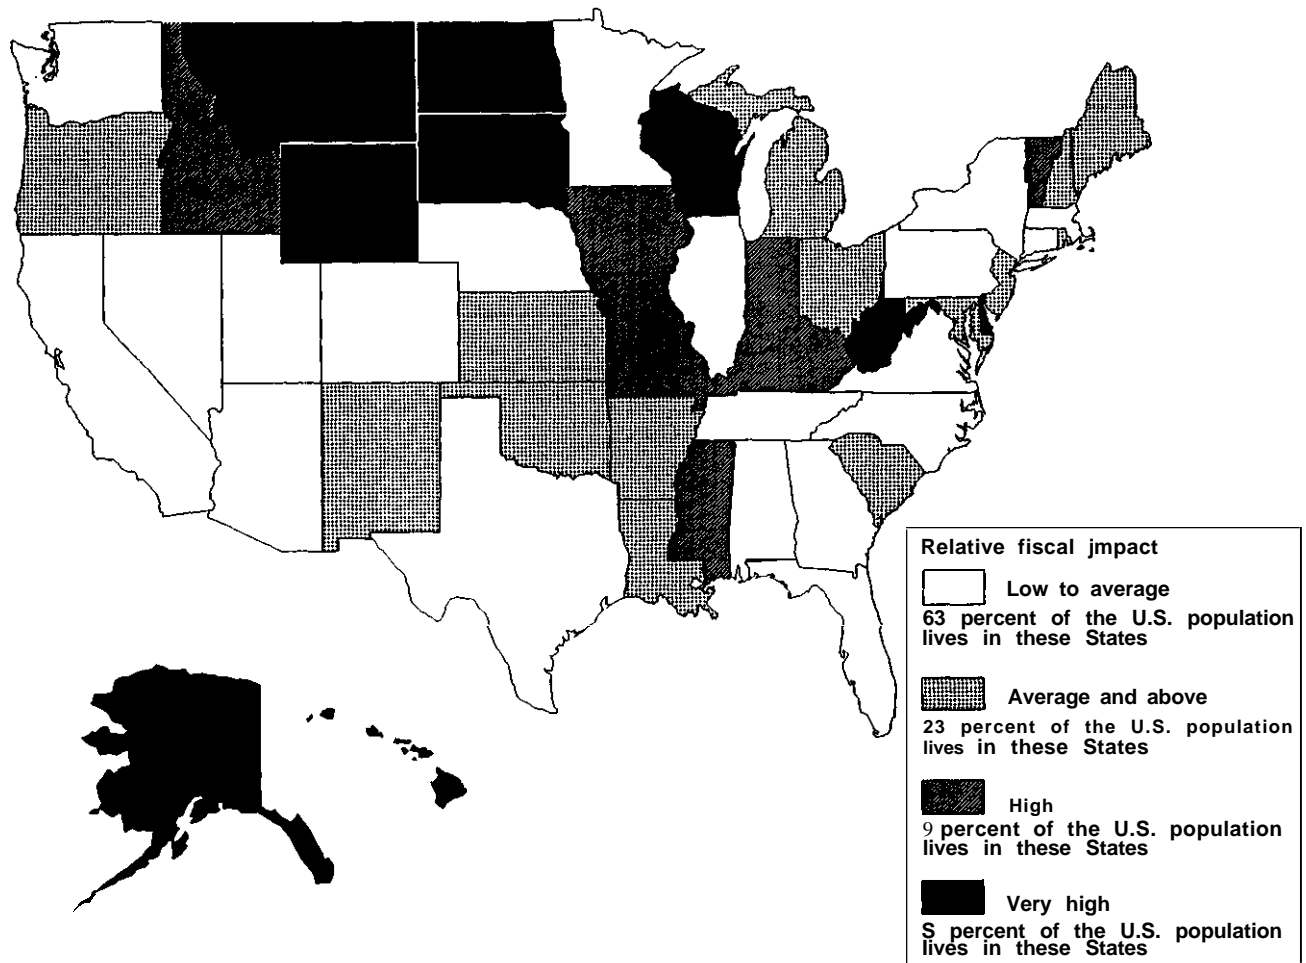 Relative fiscal jmpact
Low to average
63 percent of the U.S. population
lives in these States
Average and above
23 percent of the U.S. population
lives in these States
High
9 percent of the U.S. population
lives in these States
Very high
S percent of the U.S. population
lives in these States